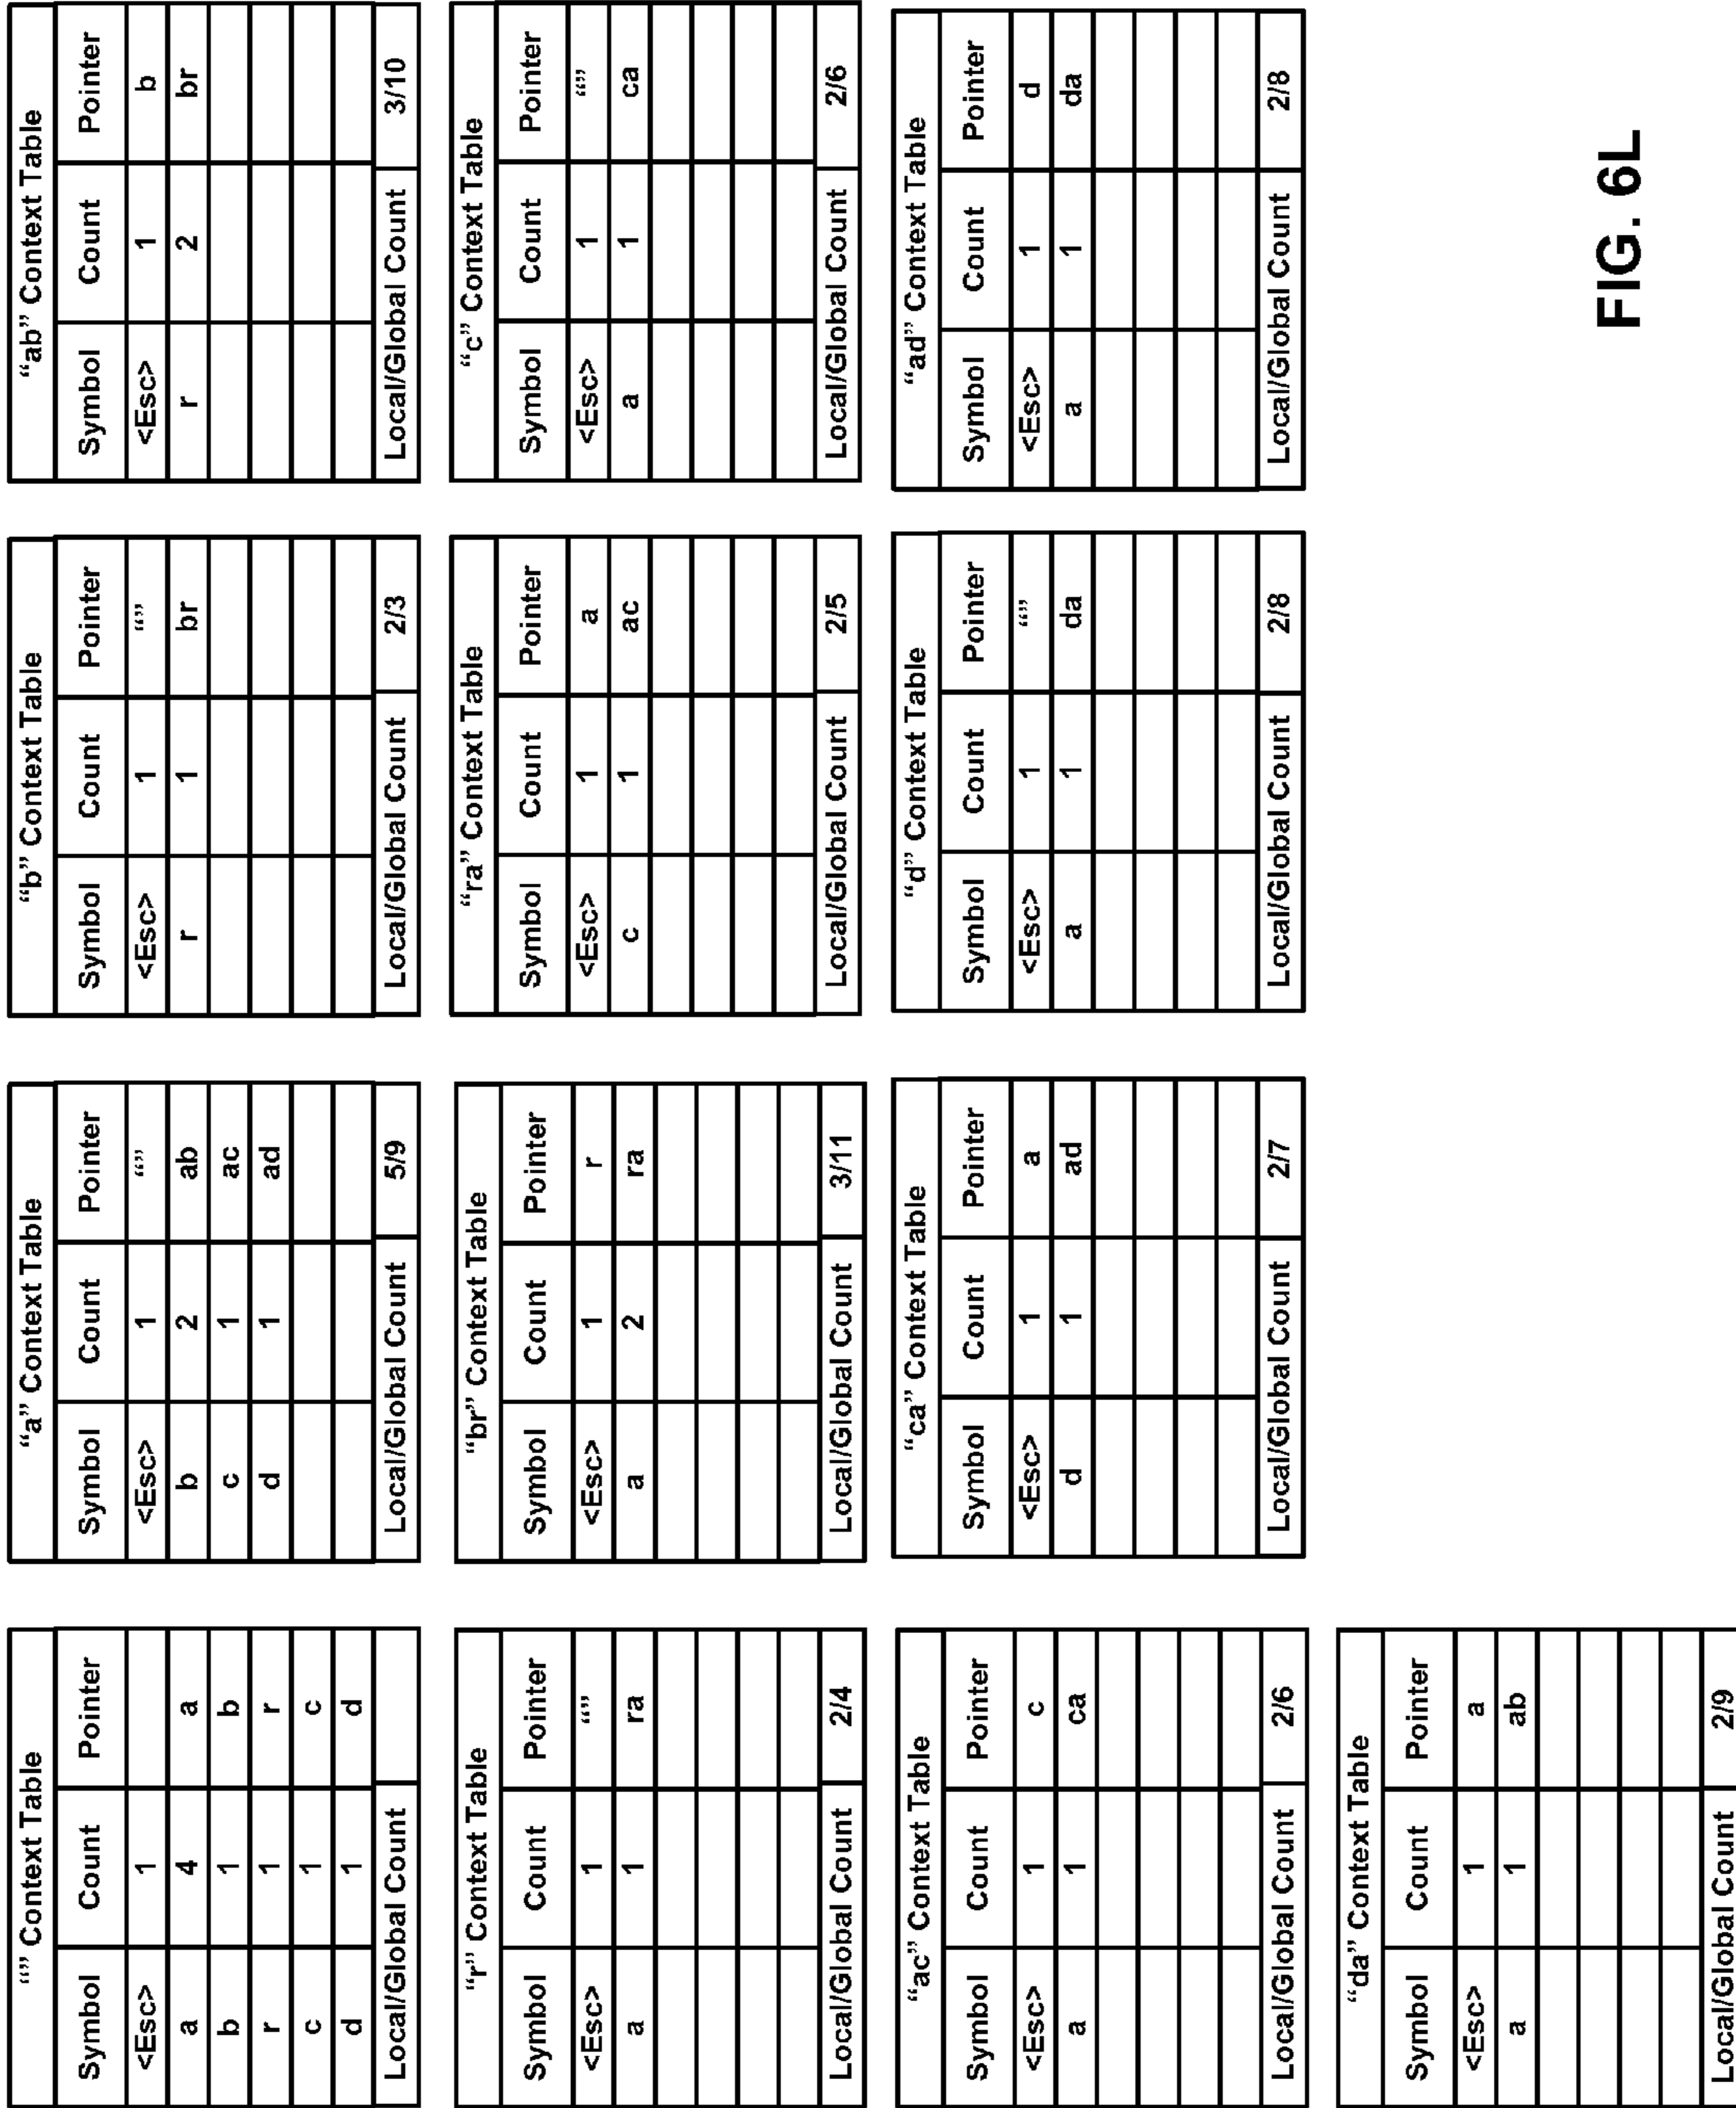 “” Context Table
Symbol Count Pointer
<Esc> 1
a 4 a
b 1 b
r 1 r
c 1 c
d 1 d
Local/Global Count
“a” Context Table
Symbol Count Pointer
<Esc> 1 “”
b 2 ab
c 1 ac
d 1 ad
Local/Global Count 5/9
“b” Context Table
Symbol Count Pointer
<Esc> 1 “”
r 1 br
Local/Global Count 2/3
“ab” Context Table
Symbol Count Pointer
<Esc> 1 b
r 2 br
Local/Global Count 3/10
“r” Context Table
Symbol Count Pointer
<Esc> 1 “”
a 1 ra
Local/Global Count 2/4
“br” Context Table
Symbol Count Pointer
<Esc> 1 r
a 2 ra
Local/Global Count 3/11
“ra” Context Table
Symbol Count Pointer
<Esc> 1 a
c 1 ac
Local/Global Count 2/5
“c” Context Table
Symbol Count Pointer
<Esc> 1 “”
a 1 ca
Local/Global Count 2/6
“ac” Context Table
Symbol Count Pointer
<Esc> 1 c
a 1 ca
Local/Global Count 2/6
“ca” Context Table
Symbol Count Pointer
<Esc> 1 a
d 1 ad
Local/Global Count 2/7
“d” Context Table
Symbol Count Pointer
<Esc> 1 “”
a 1 da
Local/Global Count 2/8
“ad” Context Table
Symbol Count Pointer
<Esc> 1 d
a 1 da
Local/Global Count 2/8
“da” Context Table
Symbol Count Pointer
<Esc> 1 a
a 1 ab
Local/Global Count 2/9
FIG. 6L